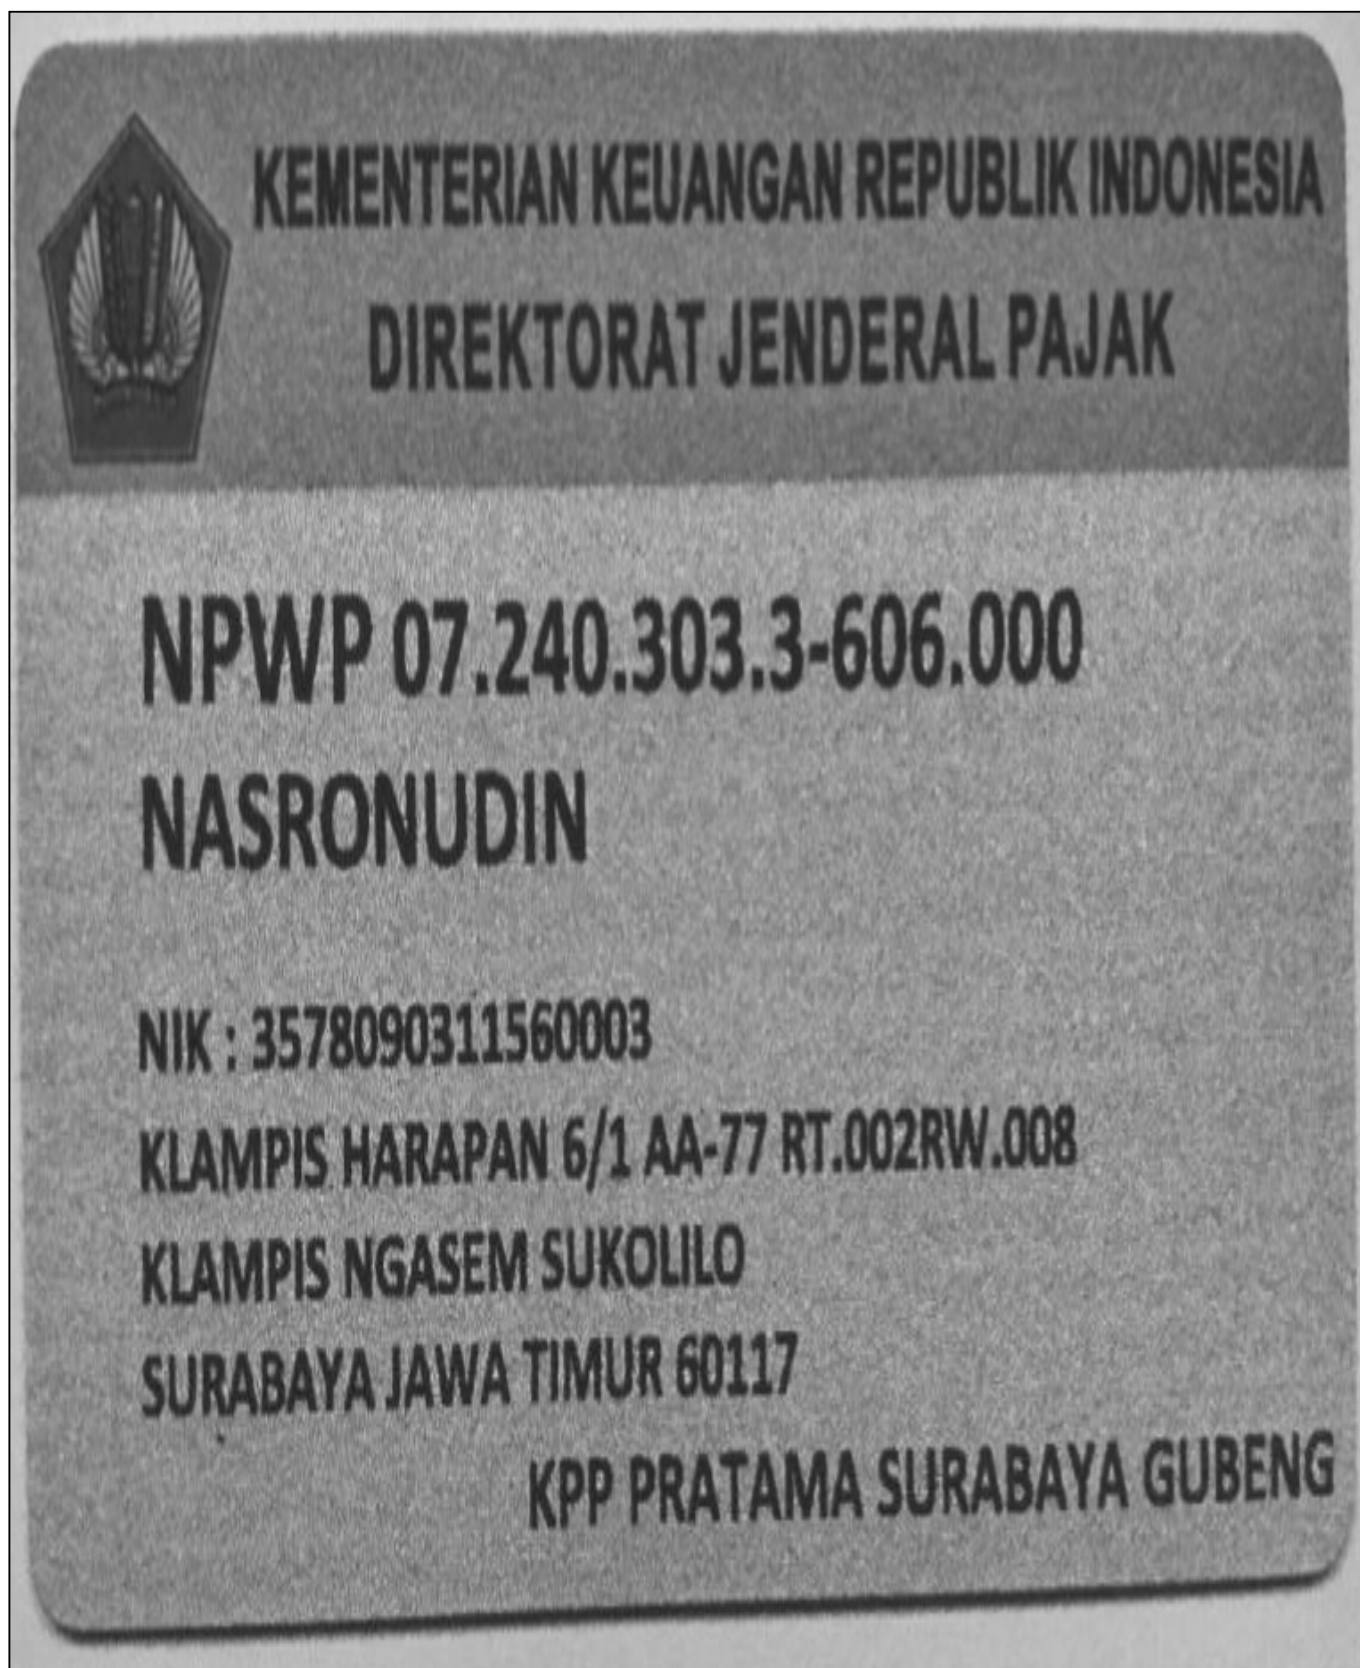 KEMENTERIAN KEUANGAN REPUBLIK INDONESIA
DIREKTORAT JENDERAL PAJAK
NPWP 07.240.303.3-606.000
NASRONUDIN
NIK : 3578090311560003
KLAMPIS HARAPAN 6/1 AA-77 RT.002RW.008
KLAMPIS NGASEM SUKOLILO
SURABAYA JAWA TIMUR 60117
KPP PRATAMA SURABAYA GUBENG